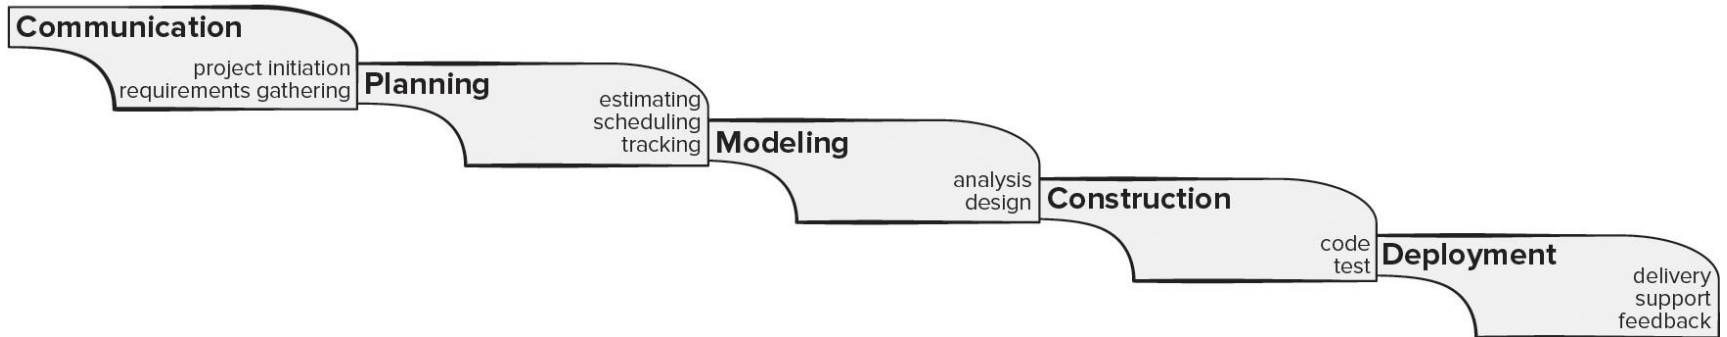 Communication
project initiation
requirements gathering
Planning
estimating
scheduling
tracking
Modeling
analysis
design
Construction
code
test
Deployment
delivery
support
feedback